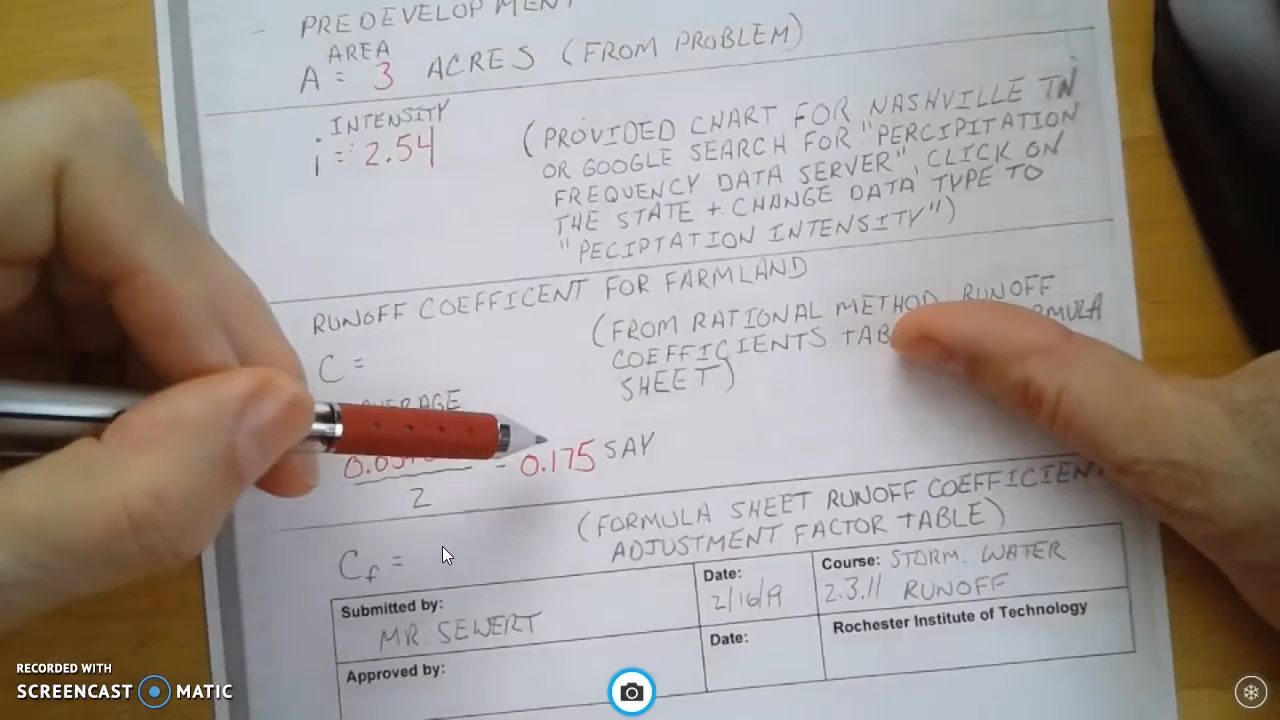 PREDEVELOPMENT
AREA
A = 3 ACRES (FROM PROBLEM)
INTENSITY
i = 2.54
(PROVIDED CHART FOR NASHVILLE TN
OR GOOGLE SEARCH FOR "PERCIPITATION
FREQUENCY DATA SERVER", CLICK ON
THE STATE + CHANGE DATA TYPE TO
"PECIPTATION INTENSITY")
RUNOFF COEFFICENT FOR FARMLAND
C =
(FROM RATIONAL METHOD RUNOFF
COEFFICIENTS
SHEET)
= 0.175 SAY
2
Cf =
(FORMULA SHEET RUNOFF COEFFICIENT
ADJUSTMENT FACTOR TABLE)
Submitted by:
MR. SEWERT
Date:
2/16/19
Course: STORM. WATER
2.3.11 RUNOFF
Approved by:
Date:
Rochester Institute of Technology
RECORDED WITH
SCREENCAST MATIC